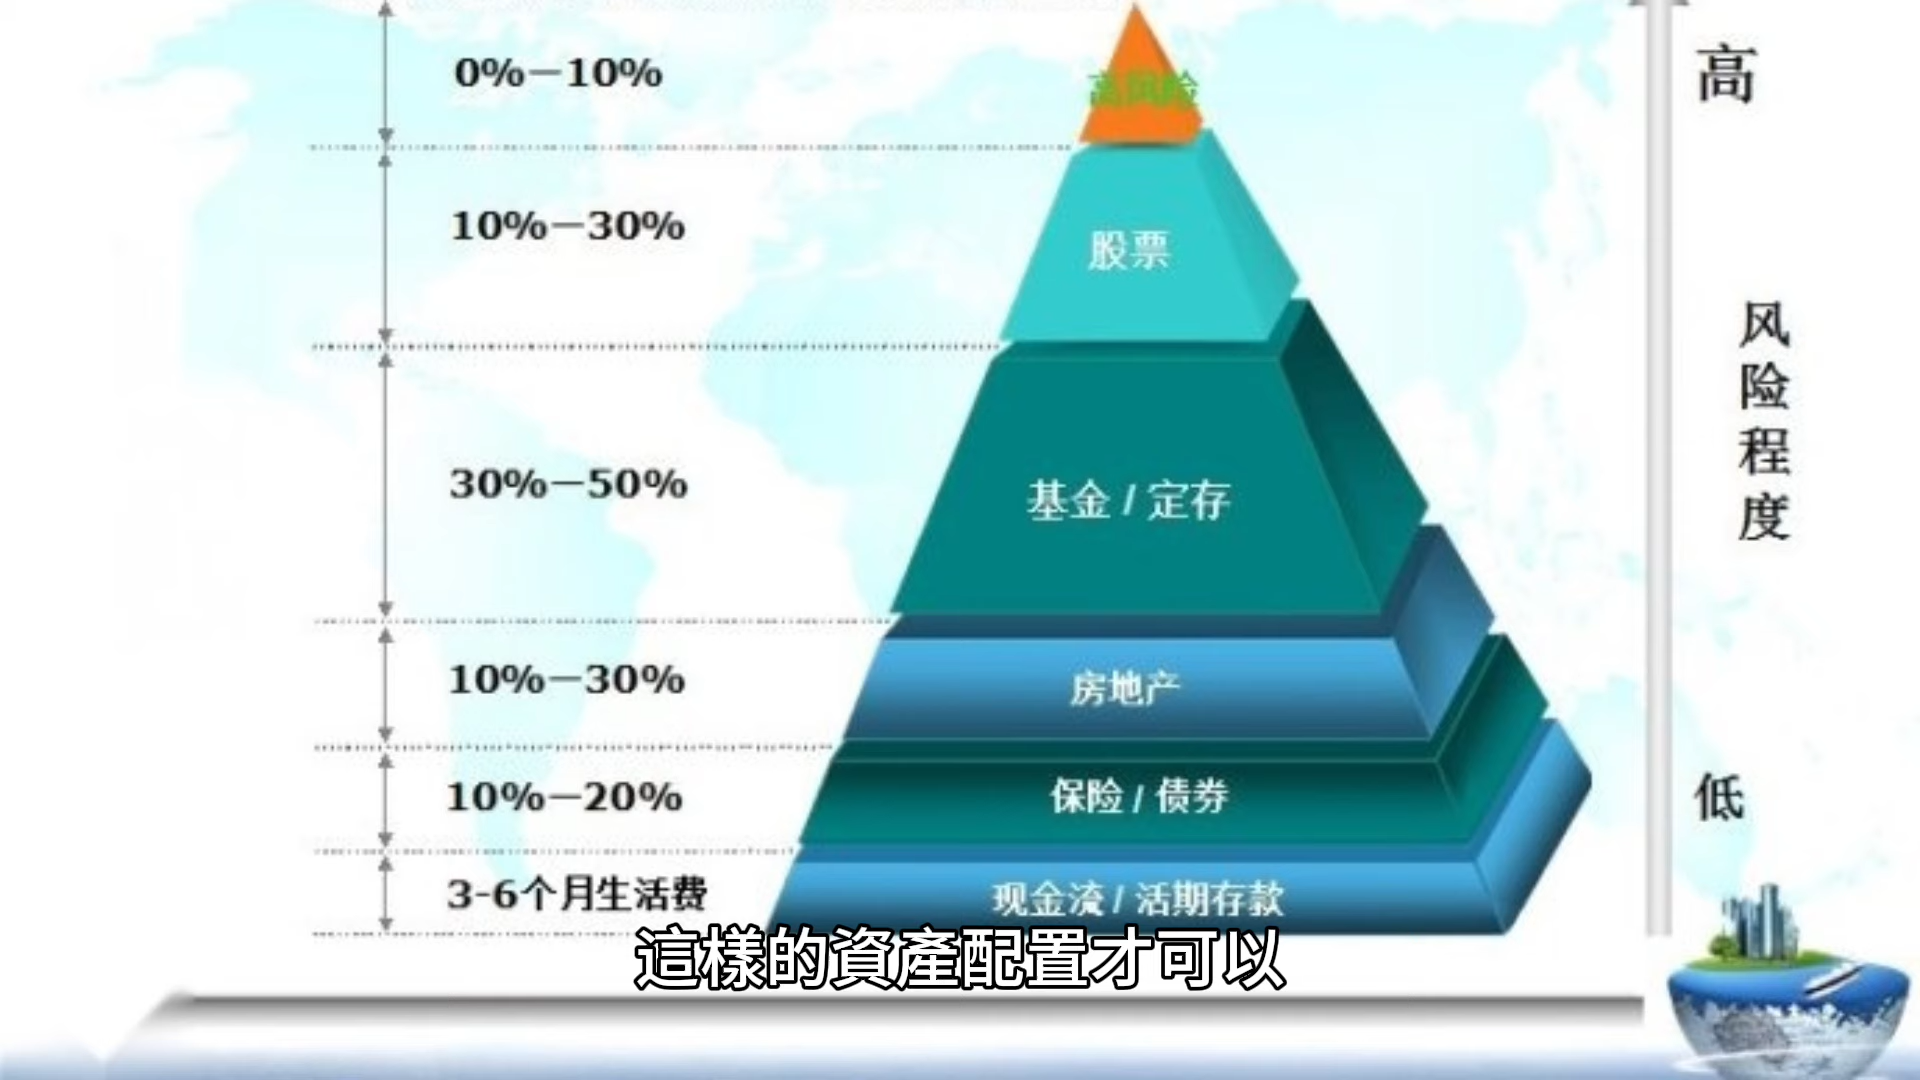 0%—10%
高风险
高
10%—30%
股票
风险程度
30%—50%
基金 / 定存
10%—30%
房地产
10%—20%
保险 / 债券
低
3-6个月生活费
现金流 / 活期存款
這樣的資產配置才可以